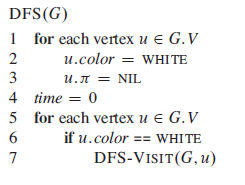 DFS(G)
1 for each vertex u ∈ G.V
2 u.color = WHITE
3 u.π = NIL
4 time = 0
5 for each vertex u ∈ G.V
6 if u.color == WHITE
7 DFS-VISIT(G, u)